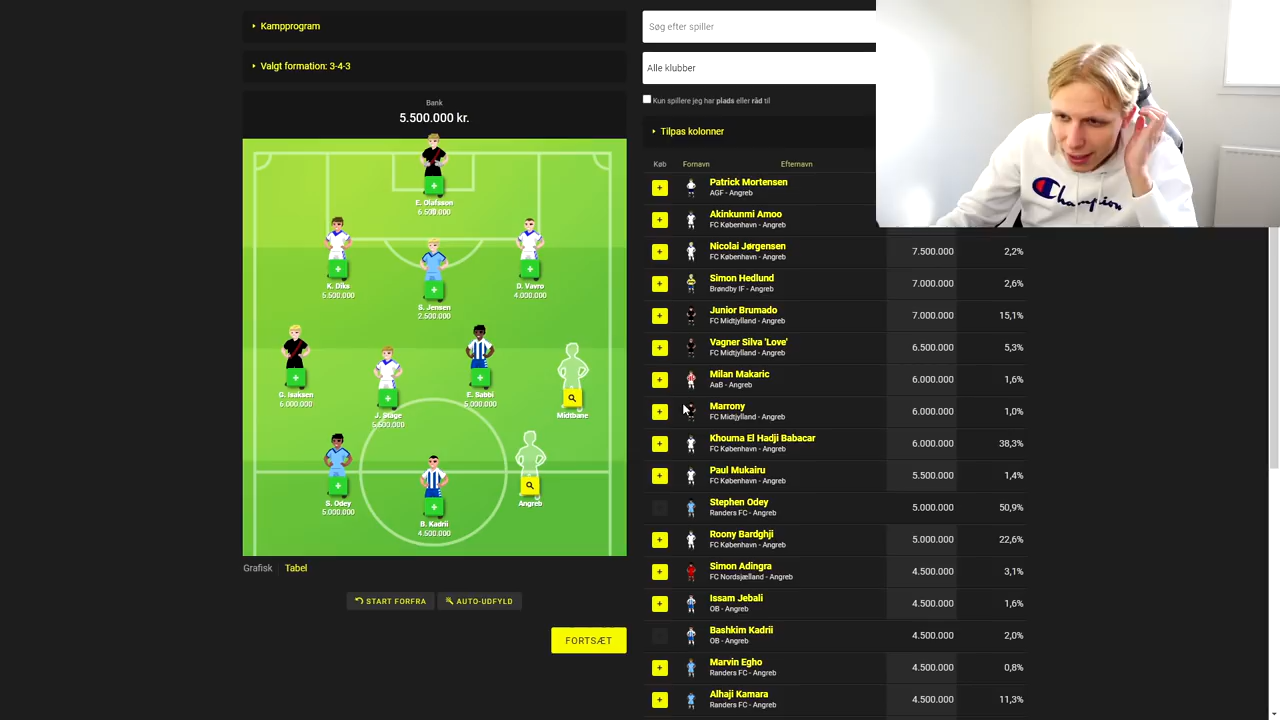 Kampprogram
Valgt formation: 3-4-3
Bank
5.500.000 kr.
E. Olafsson
6.500.000
K. Diks
5.500.000
S. Jensen
2.500.000
D. Vavro
4.000.000
G. Isaksen
6.000.000
J. Stage
5.500.000
E. Sabbi
5.000.000
Midtbane
S. Odey
5.000.000
B. Kadrii
4.500.000
Angreb
Grafisk
Tabel
START FORFRA
AUTO-UDFYLD
FORTSÆT
Søg efter spiller
Alle klubber
Kun spillere jeg har plads eller råd til
Tilpas kolonner
Køb Fornavn Efternavn
Patrick Mortensen
AGF - Angreb
Akinkunmi Amoo
FC København - Angreb
Nicolai Jørgensen
FC København - Angreb
7.500.000 2,2%
Simon Hedlund
Brøndby IF - Angreb
7.000.000 2,6%
Junior Brumado
FC Midtjylland - Angreb
7.000.000 15,1%
Vagner Silva 'Love'
FC Midtjylland - Angreb
6.500.000 5,3%
Milan Makaric
AaB - Angreb
6.000.000 1,6%
Marrony
FC Midtjylland - Angreb
6.000.000 1,0%
Khouma El Hadji Babacar
FC København - Angreb
6.000.000 38,3%
Paul Mukairu
FC København - Angreb
5.500.000 1,4%
Stephen Odey
Randers FC - Angreb
5.000.000 50,9%
Roony Bardghji
FC København - Angreb
5.000.000 22,6%
Simon Adingra
FC Nordsjælland - Angreb
4.500.000 3,1%
Issam Jebali
OB - Angreb
4.500.000 1,6%
Bashkim Kadrii
OB - Angreb
4.500.000 2,0%
Marvin Egho
Randers FC - Angreb
4.500.000 0,8%
Alhaji Kamara
Randers FC - Angreb
4.500.000 11,3%
Champion